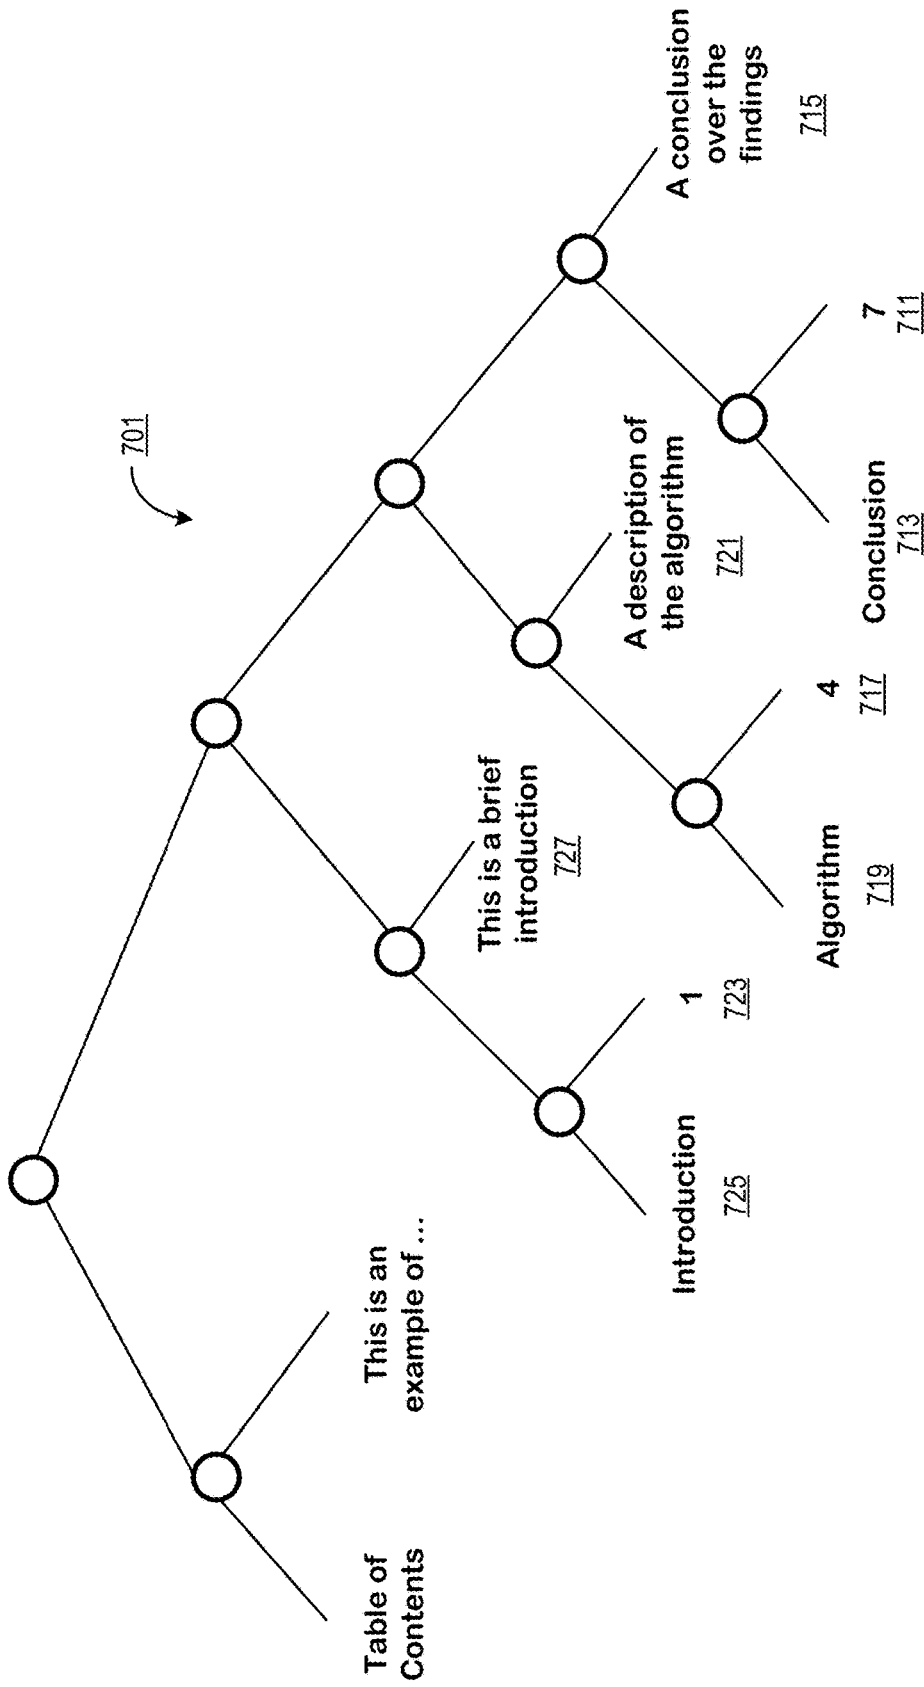 701
Table of
Contents
This is an
example of ...
Introduction
725
1
723
This is a brief
introduction
727
Algorithm
719
4
717
A description of
the algorithm
721
Conclusion
713
7
711
A conclusion
over the
findings
715